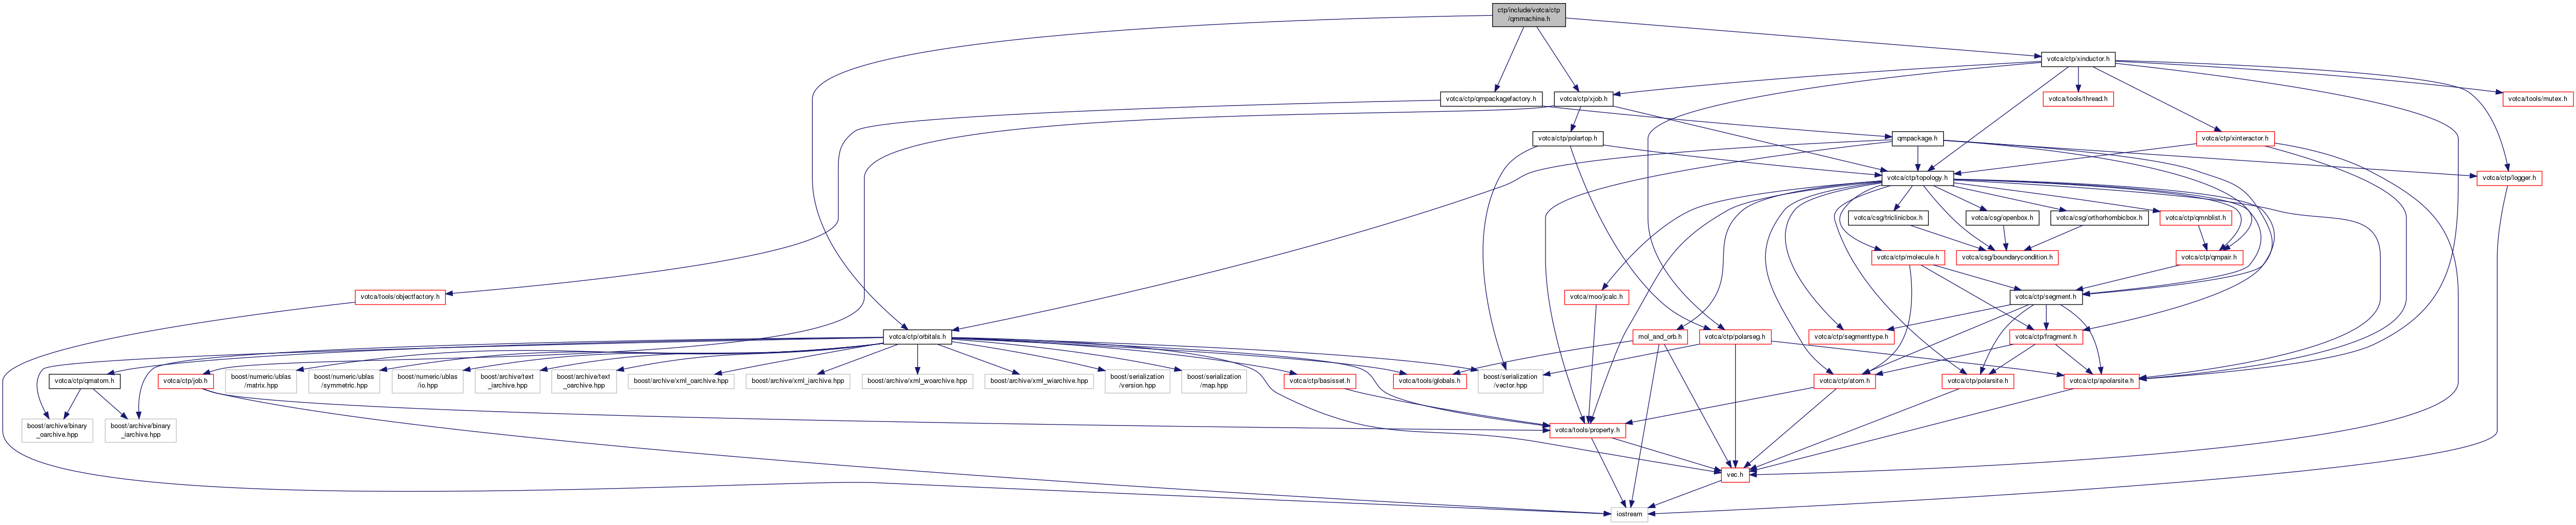 ctp/include/votca/ctp
/qmmachine.h
votca/ctp/xinductor.h
votca/ctp/qmpackagefactory.h
votca/ctp/xjob.h
votca/tools/thread.h
votca/tools/mutex.h
votca/ctp/polartop.h
qmpackage.h
votca/ctp/xinteractor.h
votca/ctp/topology.h
votca/ctp/logger.h
votca/csg/triclinicbox.h
votca/csg/openbox.h
votca/csg/orthorhombicbox.h
votca/ctp/qmnblist.h
votca/ctp/molecule.h
votca/csg/boundarycondition.h
votca/ctp/qmpair.h
votca/tools/objectfactory.h
votca/moo/jcalc.h
votca/ctp/segment.h
votca/ctp/orbitals.h
mol_and_orb.h
votca/ctp/polarseg.h
votca/ctp/segmenttype.h
votca/ctp/fragment.h
votca/ctp/qmatom.h
votca/ctp/job.h
boost/numeric/ublas
/matrix.hpp
boost/numeric/ublas
/symmetric.hpp
boost/numeric/ublas
/io.hpp
boost/archive/text
_iarchive.hpp
boost/archive/text
_oarchive.hpp
boost/archive/xml_oarchive.hpp
boost/archive/xml_iarchive.hpp
boost/archive/xml_woarchive.hpp
boost/archive/xml_wiarchive.hpp
boost/serialization
/version.hpp
boost/serialization
/map.hpp
votca/ctp/basisset.h
votca/tools/globals.h
boost/serialization
/vector.hpp
votca/ctp/atom.h
votca/ctp/polarsite.h
votca/ctp/apolarsite.h
boost/archive/binary
_oarchive.hpp
boost/archive/binary
_iarchive.hpp
votca/tools/property.h
vec.h
iostream